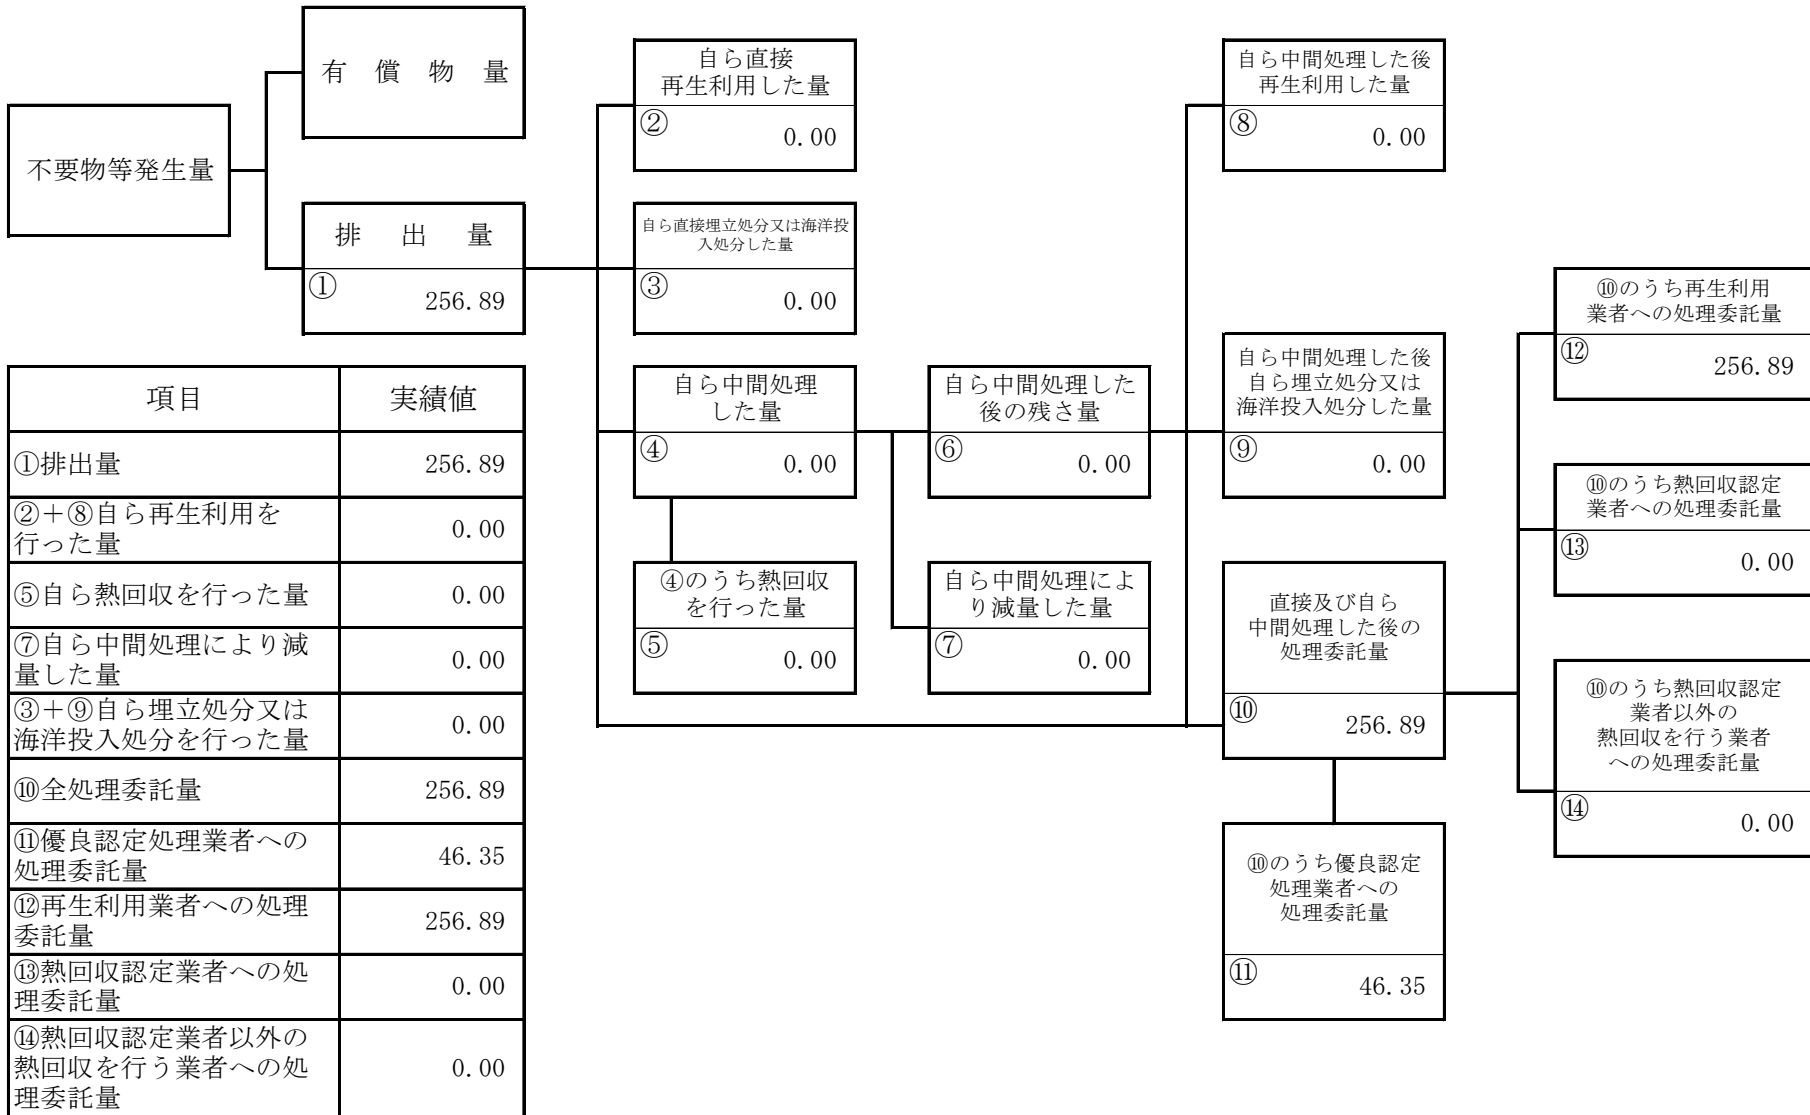 有償物量
不要物等発生量
排出量
①
256.89
自ら直接
再生利用した量
②
0.00
自ら直接埋立処分又は海洋投
入処分した量
③
0.00
自ら中間処理
した量
④
0.00
④のうち熱回収
を行った量
⑤
0.00
自ら中間処理した
後の残さ量
⑥
0.00
自ら中間処理によ
り減量した量
⑦
0.00
自ら中間処理した後
再生利用した量
⑧
0.00
自ら中間処理した後
自ら埋立処分又は
海洋投入処分した量
⑨
0.00
直接及び自ら
中間処理した後の
処理委託量
⑩
256.89
⑩のうち優良認定
処理業者への
処理委託量
⑪
46.35
⑩のうち再生利用
業者への処理委託量
⑫
256.89
⑩のうち熱回収認定
業者への処理委託量
⑬
0.00
⑩のうち熱回収認定
業者以外の
熱回収を行う業者
への処理委託量
⑭
0.00
項目 実績値
①排出量 256.89
②＋⑧自ら再生利用を
行った量 0.00
⑤自ら熱回収を行った量 0.00
⑦自ら中間処理により減
量した量 0.00
③＋⑨自ら埋立処分又は
海洋投入処分を行った量 0.00
⑩全処理委託量 256.89
⑪優良認定処理業者への
処理委託量 46.35
⑫再生利用業者への処理
委託量 256.89
⑬熱回収認定業者への処
理委託量 0.00
⑭熱回収認定業者以外の
熱回収を行う業者への処
理委託量 0.00